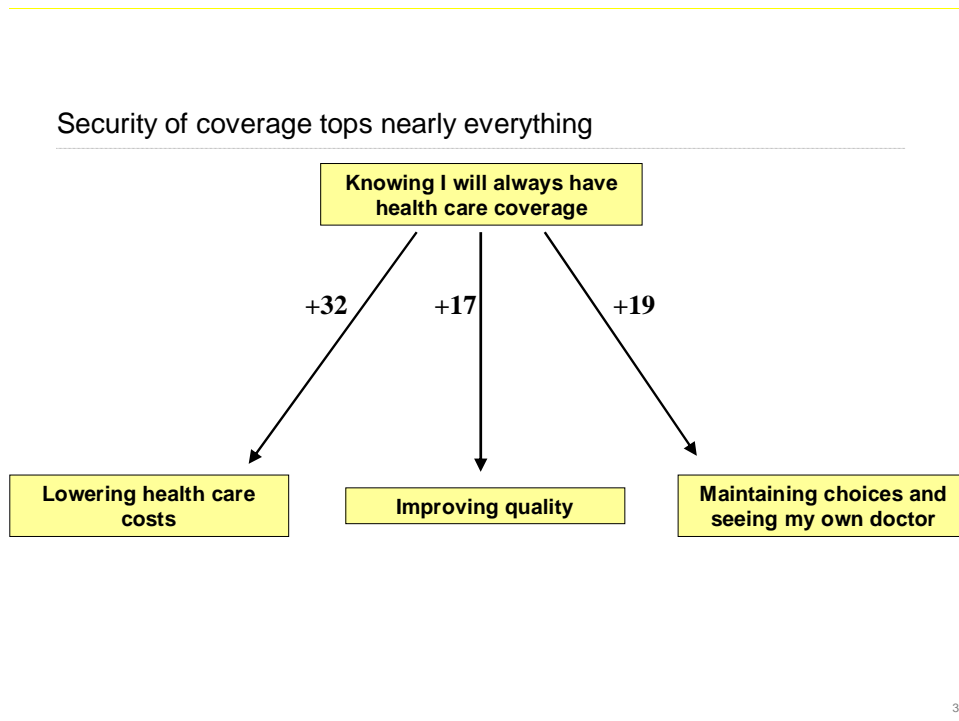 Security of coverage tops nearly everything
Knowing I will always have
health care coverage
+32
+17
+19
Lowering health care
costs
Improving quality
Maintaining choices and
seeing my own doctor
3